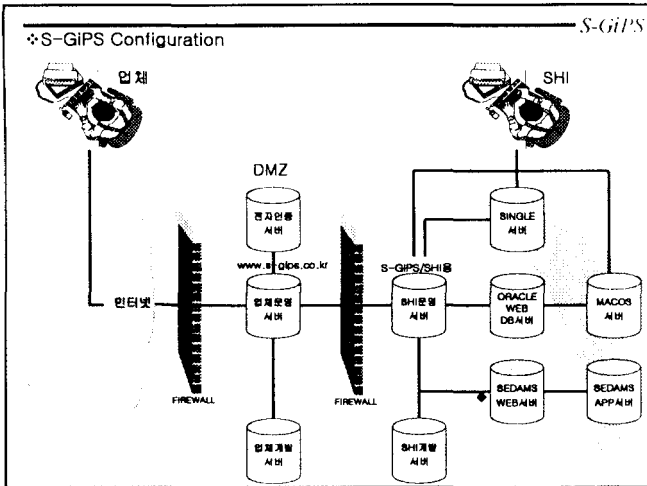 S-GiPS
❖S-GiPS Configuration
업체
SHI
DMZ
전자인증
서버
SINGLE
서버
www.s-gips.co.kr
S-GIPS/SHI용
인터넷
업체운영
서버
SHI운영
서버
ORACLE
WEB
DB서버
MACOS
서버
FIREWALL
FIREWALL
SEDAMS
WEB서버
SEDAMS
APP서버
업체개발
서버
SHI개발
서버